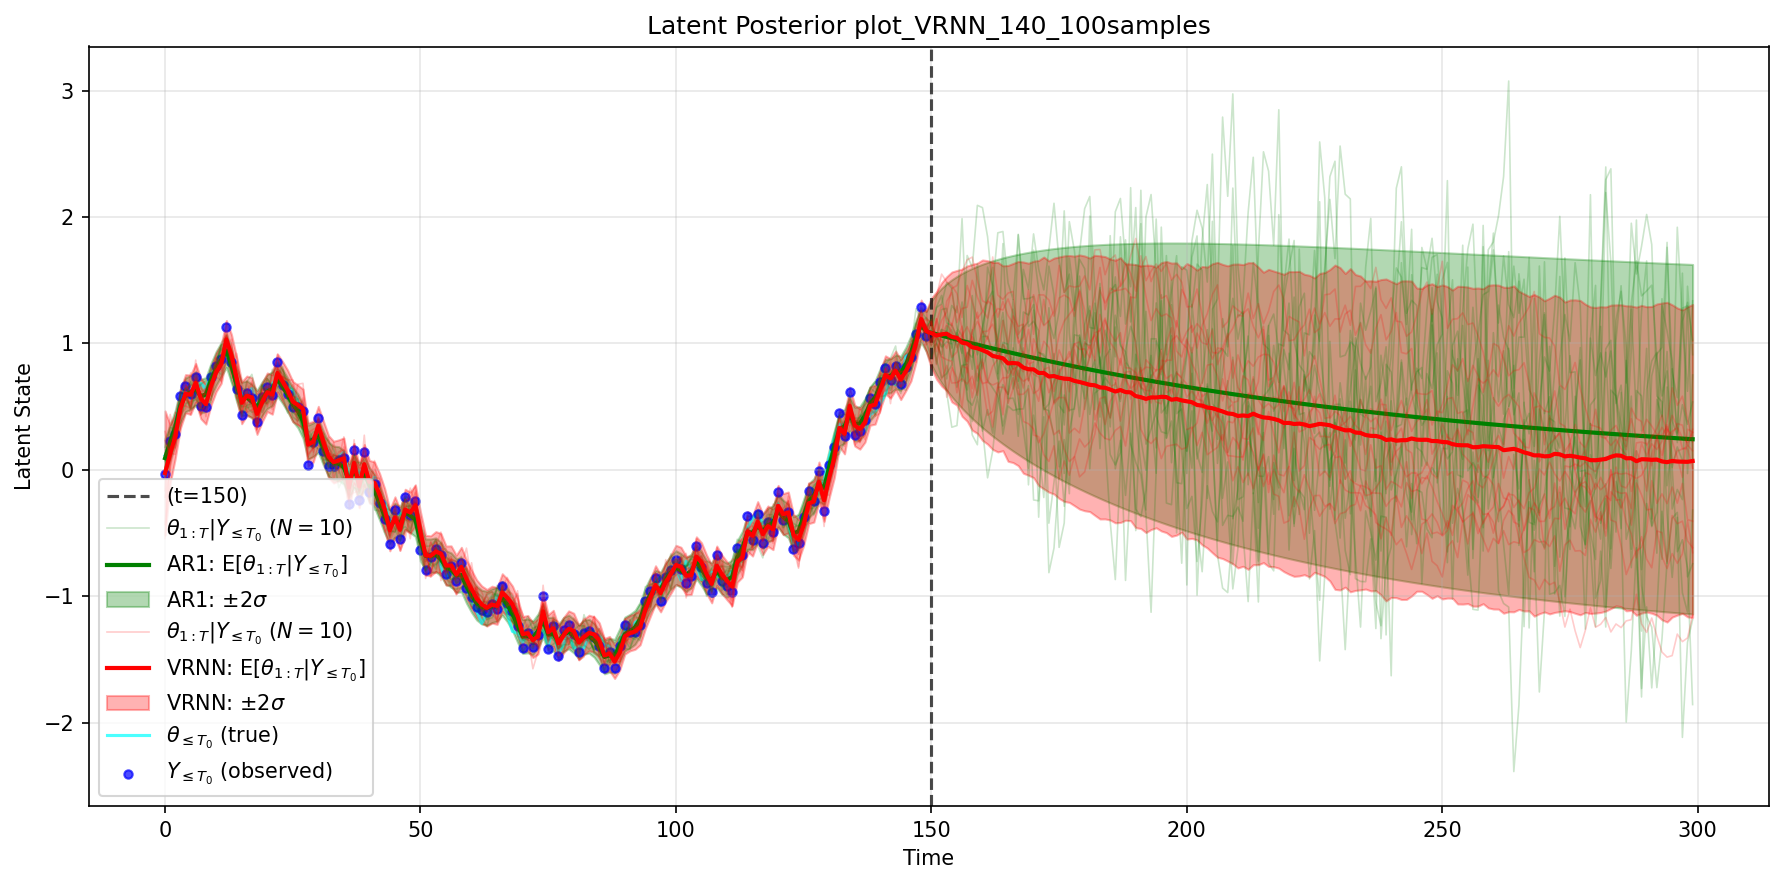 Latent Posterior plot_VRNN_140_100samples
Latent State
3
2
1
0
−1
−2
(t=150)
θ₁:T|Y≤T₀ (N = 10)
AR1: E[θ₁:T|Y≤T₀]
AR1: ±2σ
θ₁:T|Y≤T₀ (N = 10)
VRNN: E[θ₁:T|Y≤T₀]
VRNN: ±2σ
θ≤T₀ (true)
Y≤T₀ (observed)
0 50 100 150 200 250 300
Time